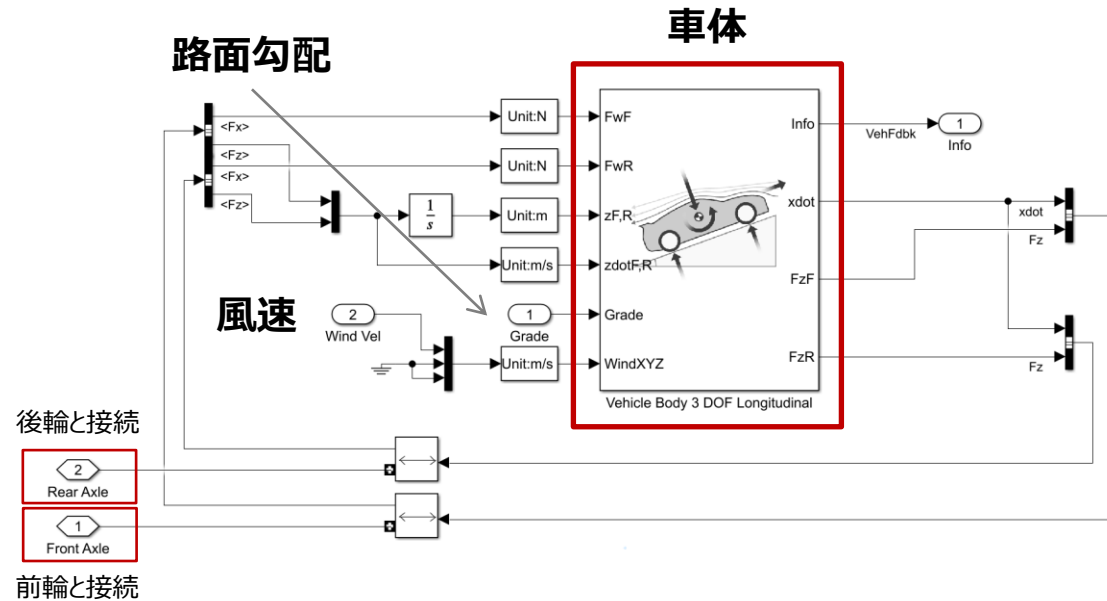 車体
路面勾配
<Fx>
<Fz>
<Fx>
<Fz>
Unit:N
Unit:N
1
s
Unit:m
Unit:m/s
FwF
FwR
zF,R
zdotF,R
Grade
WindXYZ
Info
xdot
FzF
FzR
Vehicle Body 3 DOF Longitudinal
VehFdbk
1
Info
xdot
Fz
Fz
風速
2
Wind Vel
1
Grade
Unit:m/s
後輪と接続
2
Rear Axle
1
Front Axle
前輪と接続